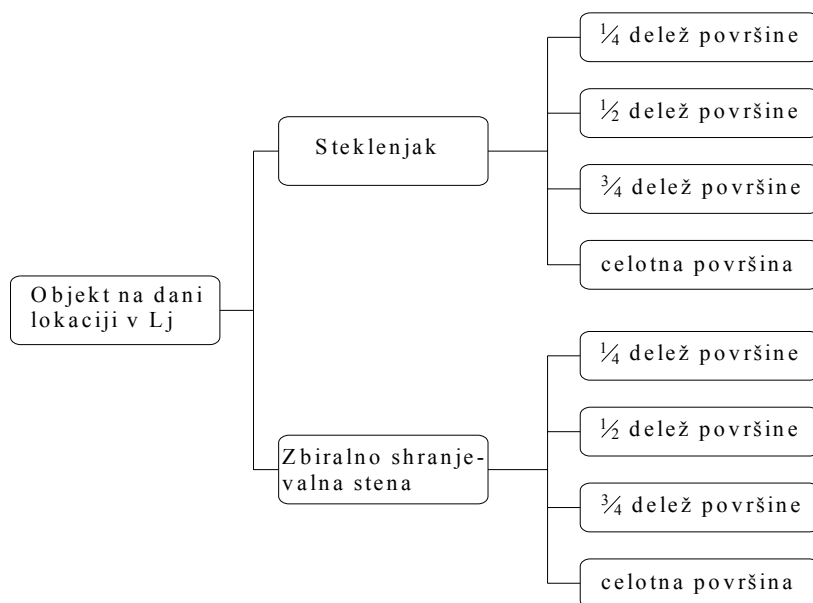 ¼ delež površine
½ delež površine
Steklenjak
¾ delež površine
celotna površina
Objekt na dani
lokaciji v Lj
¼ delež površine
½ delež površine
Zbiralno shranje-
valna stena
¾ delež površine
celotna površina